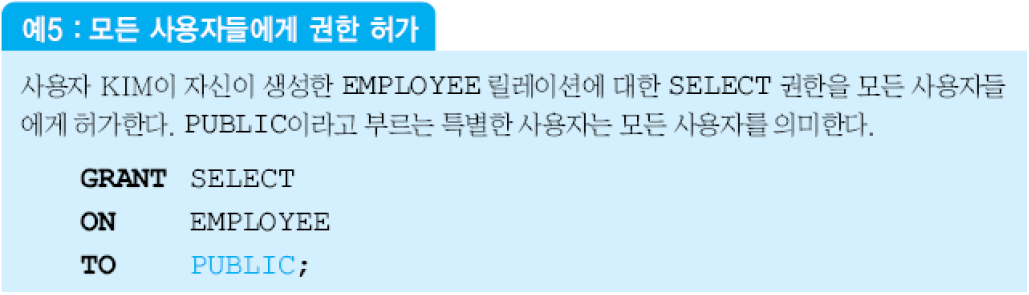 예5 : 모든 사용자들에게 권한 허가
사용자 KIM이 자신이 생성한 EMPLOYEE 릴레이션에 대한 SELECT 권한을 모든 사용자들
에게 허가한다. PUBLIC이라고 부르는 특별한 사용자는 모든 사용자를 의미한다.
GRANT SELECT
ON EMPLOYEE
TO PUBLIC;